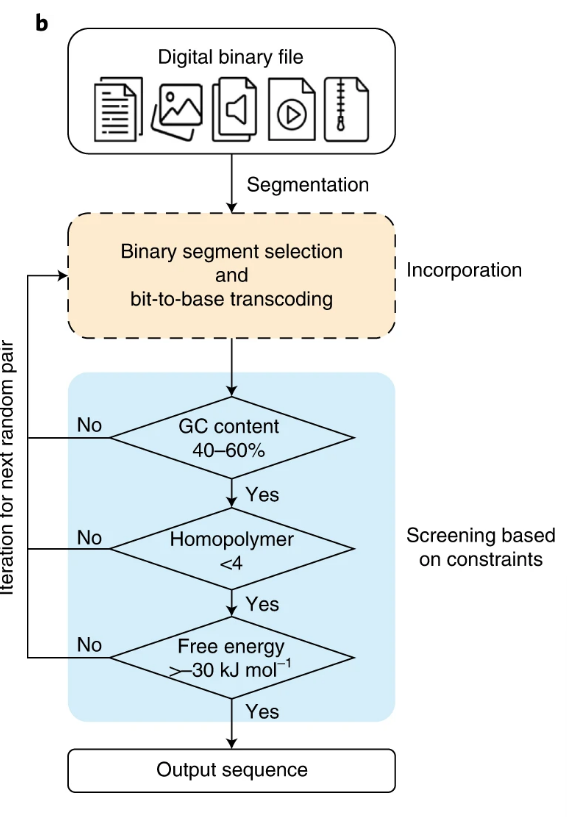 b
Digital binary file
Segmentation
Binary segment selection
and
bit-to-base transcoding
Incorporation
Iteration for next random pair
GC content
40–60%
No
Yes
Homopolymer
<4
No
Yes
Screening based
on constraints
Free energy
>–30 kJ mol⁻¹
No
Yes
Output sequence